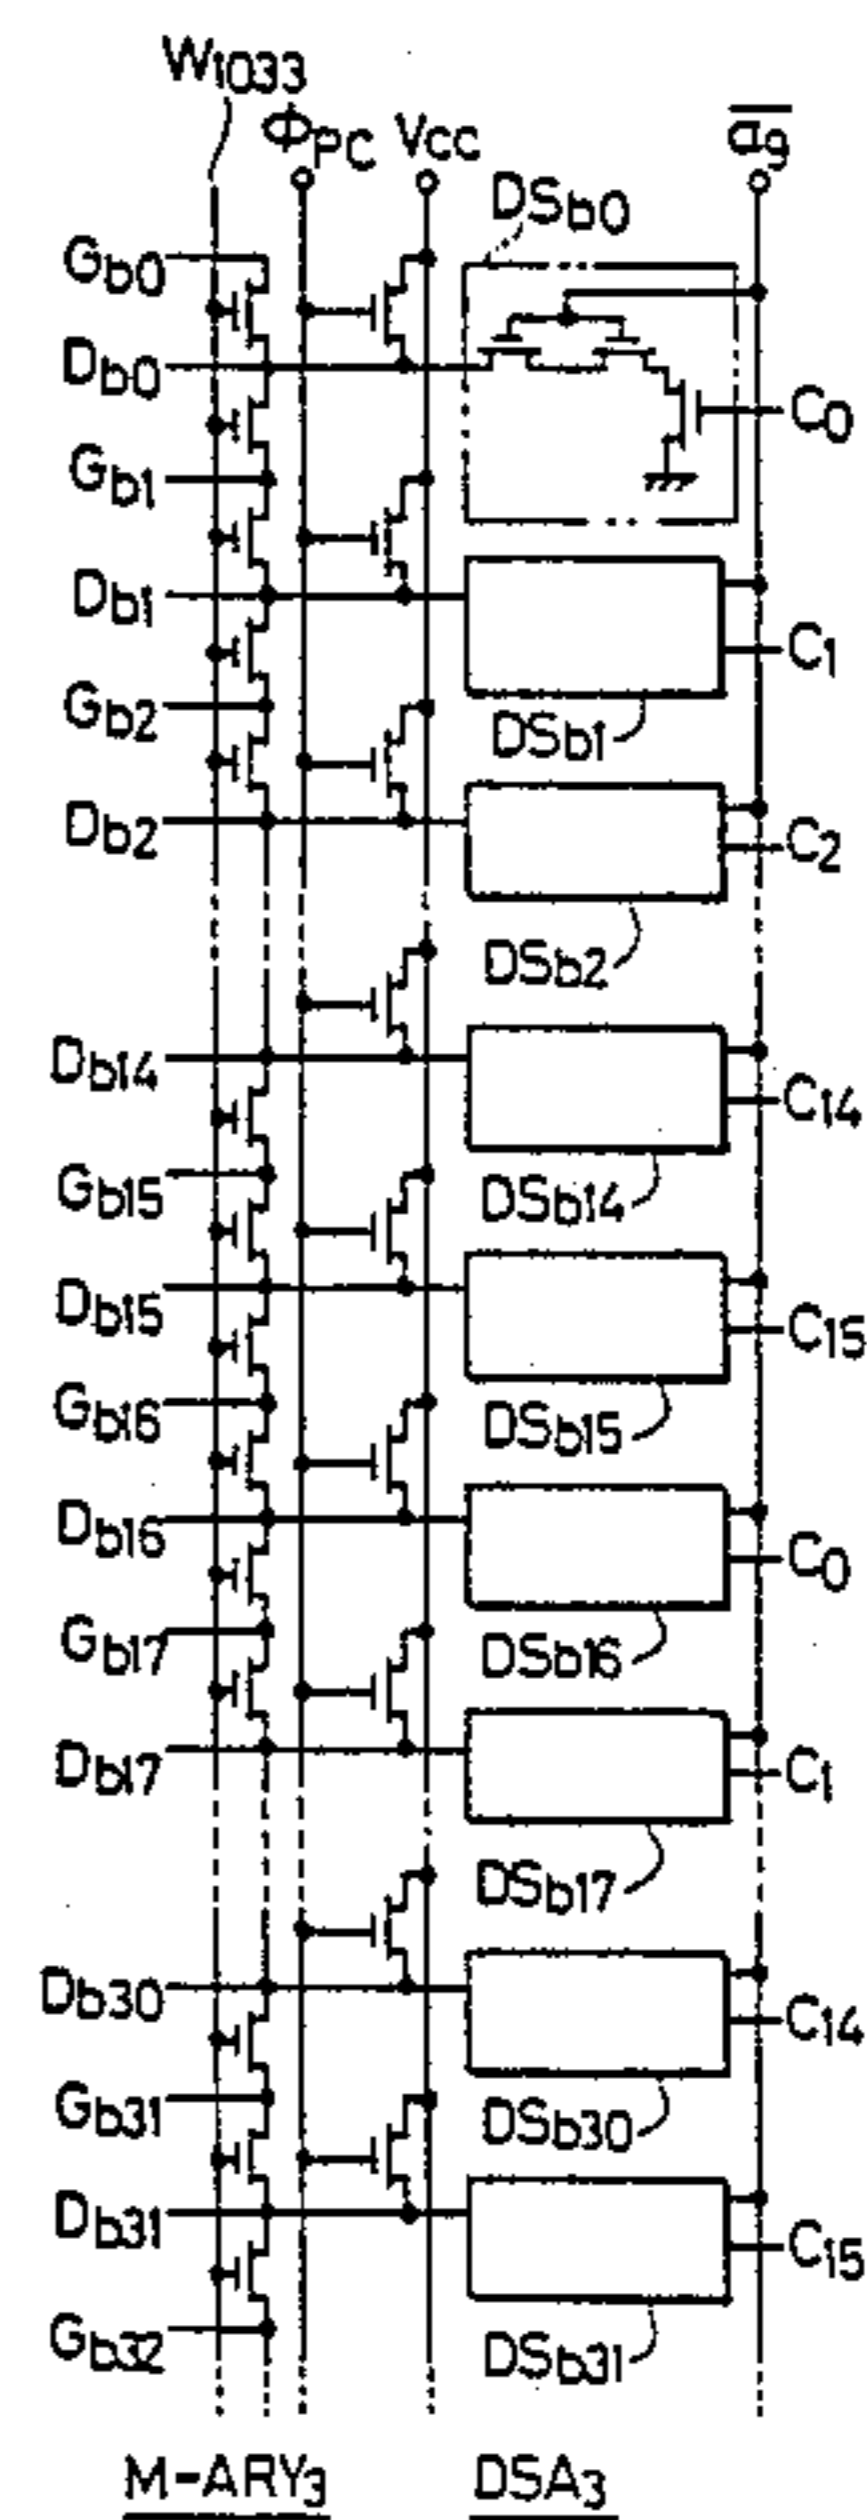 W1033
ΦPC VCC a̅9̅
DSb0
Gb0
Db0
C0
Gb1
Db1
C1
Gb2
DSb1
Db2
C2
DSb2
Db14
C14
Gb15
DSb14
Db15
C15
Gb16
DSb15
Db16
C0
Gb17
DSb16
Db17
C1
DSb17
Db30
C14
Gb31
DSb30
Db31
C15
Gb32
DSb31
M-ARY3 DSA3